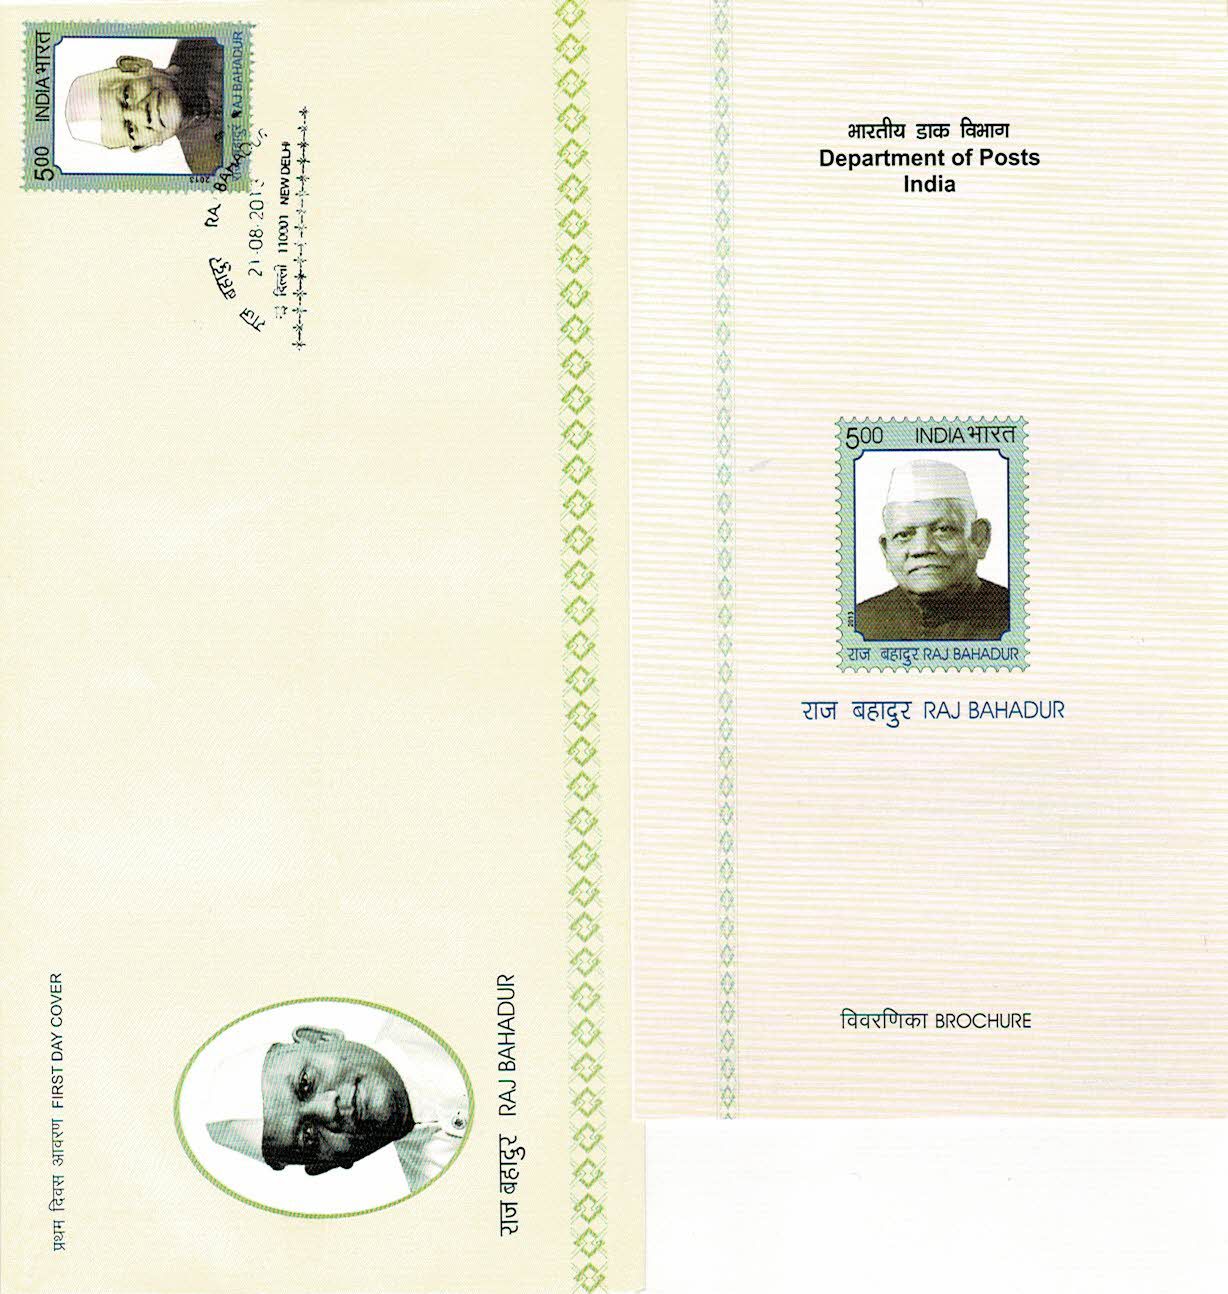 प्रथम दिवस आवरण FIRST DAY COVER
5.00 INDIA भारत
2013
राज बहादुर RAJ BAHADUR
राज बहादुर RAJ BAHADUR
21-08-2013
नई दिल्ली 110001 NEW DELHI
राज बहादुर RAJ BAHADUR
भारतीय डाक विभाग
Department of Posts
India
5.00 INDIA भारत
2013
राज बहादुर RAJ BAHADUR
राज बहादुर RAJ BAHADUR
विवरणिका BROCHURE